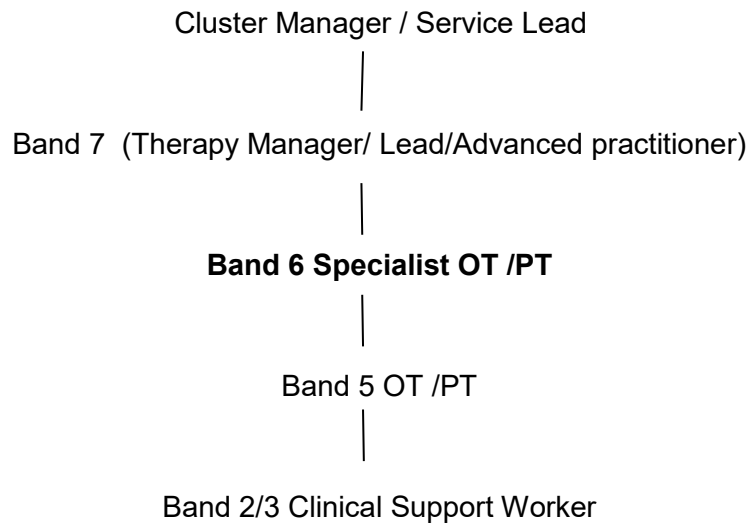 Cluster Manager / Service Lead
Band 7  (Therapy Manager/ Lead/Advanced practitioner)
Band 6 Specialist OT /PT
Band 5 OT /PT
Band 2/3 Clinical Support Worker